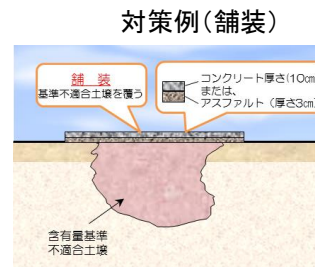 対策例（舗装）
舗 装
基準不適合土壌を覆う
コンクリート厚さ(10cm
または、
アスファルト（厚さ3cm)
含有量基準
不適合土壌